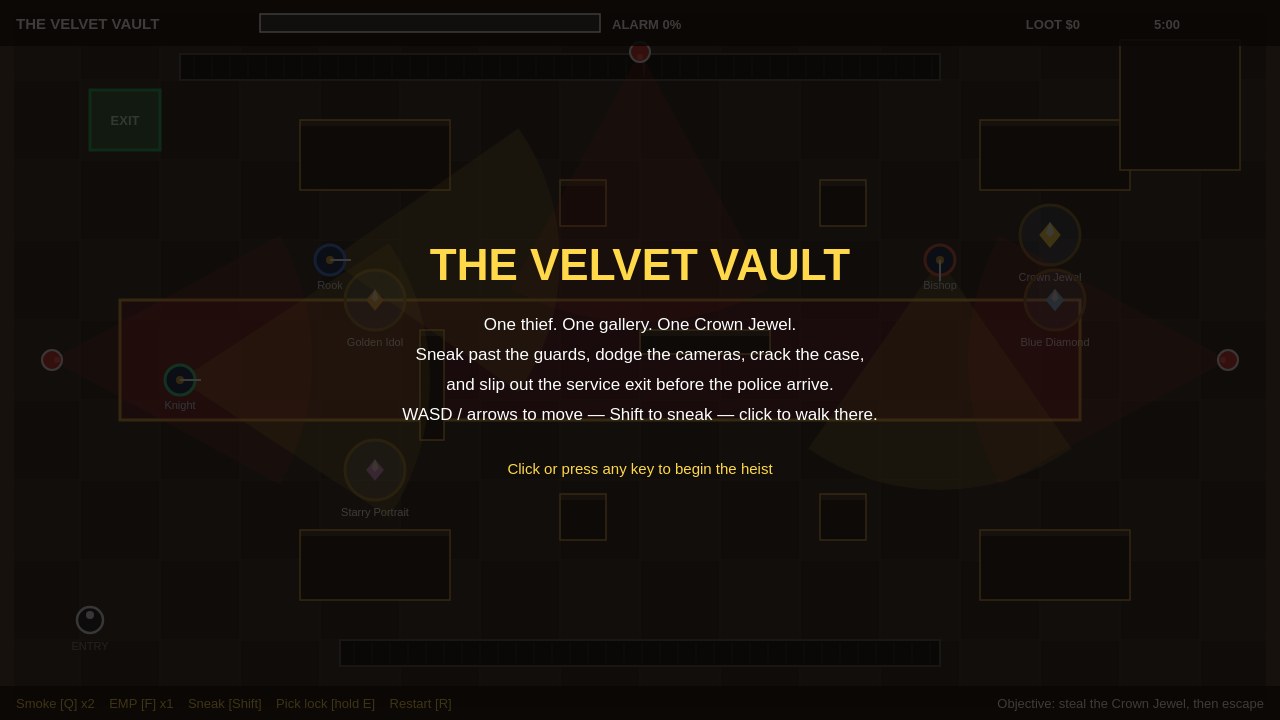 THE VELVET VAULT
ALARM 0%
LOOT $0
5:00
EXIT
Rook
Bishop
Crown Jewel
Golden Idol
Blue Diamond
Knight
Starry Portrait
ENTRY
THE VELVET VAULT
One thief. One gallery. One Crown Jewel.
Sneak past the guards, dodge the cameras, crack the case,
and slip out the service exit before the police arrive.
WASD / arrows to move — Shift to sneak — click to walk there.
Click or press any key to begin the heist
Smoke [Q] x2 EMP [F] x1 Sneak [Shift] Pick lock [hold E] Restart [R]
Objective: steal the Crown Jewel, then escape